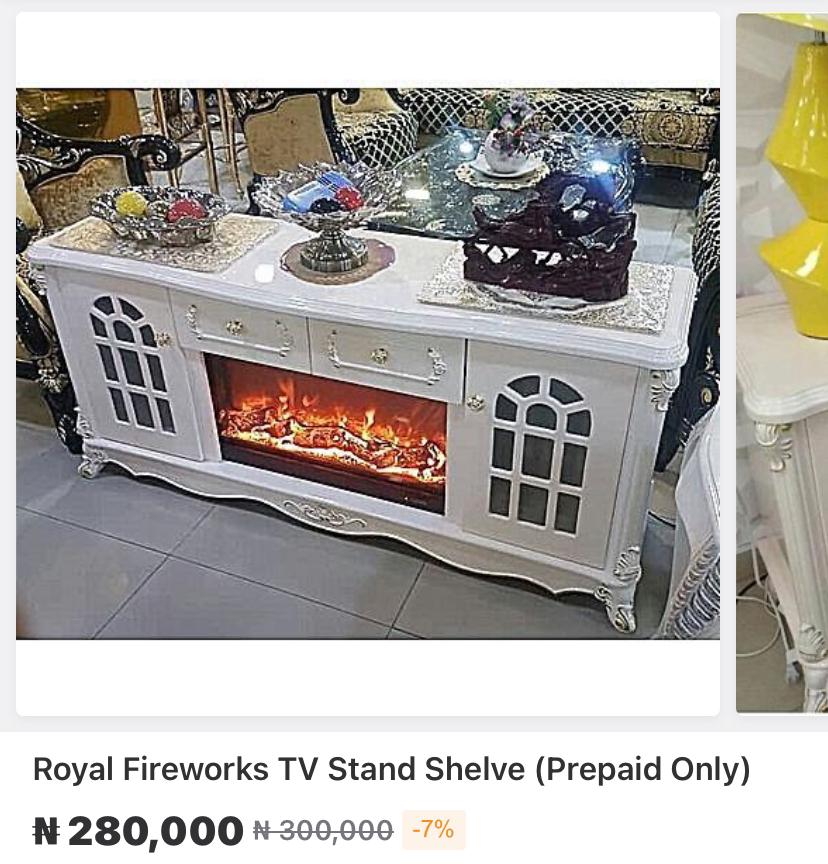 Royal Fireworks TV Stand Shelve (Prepaid Only)
₦ 280,000 ₦ 300,000 -7%